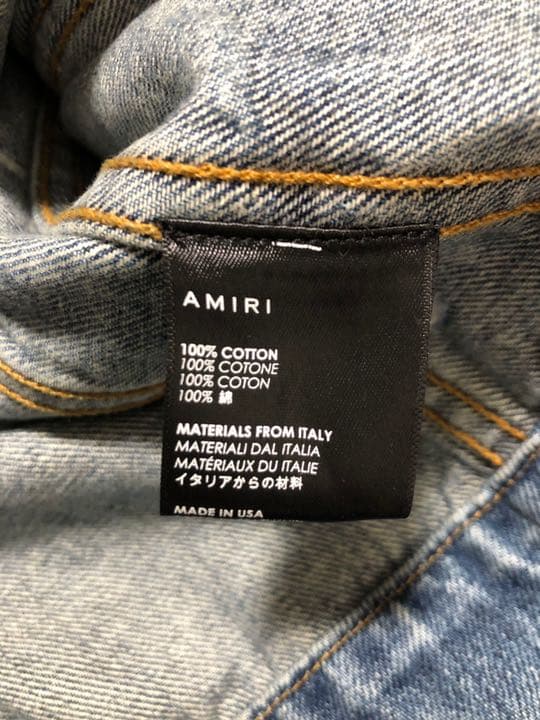 AMIRI
100% COTTON
100% COTONE
100% COTON
100% 綿
MATERIALS FROM ITALY
MATERIALI DAL ITALIA
MATÉRIAUX DU ITALIE
イタリアからの材料
MADE IN USA